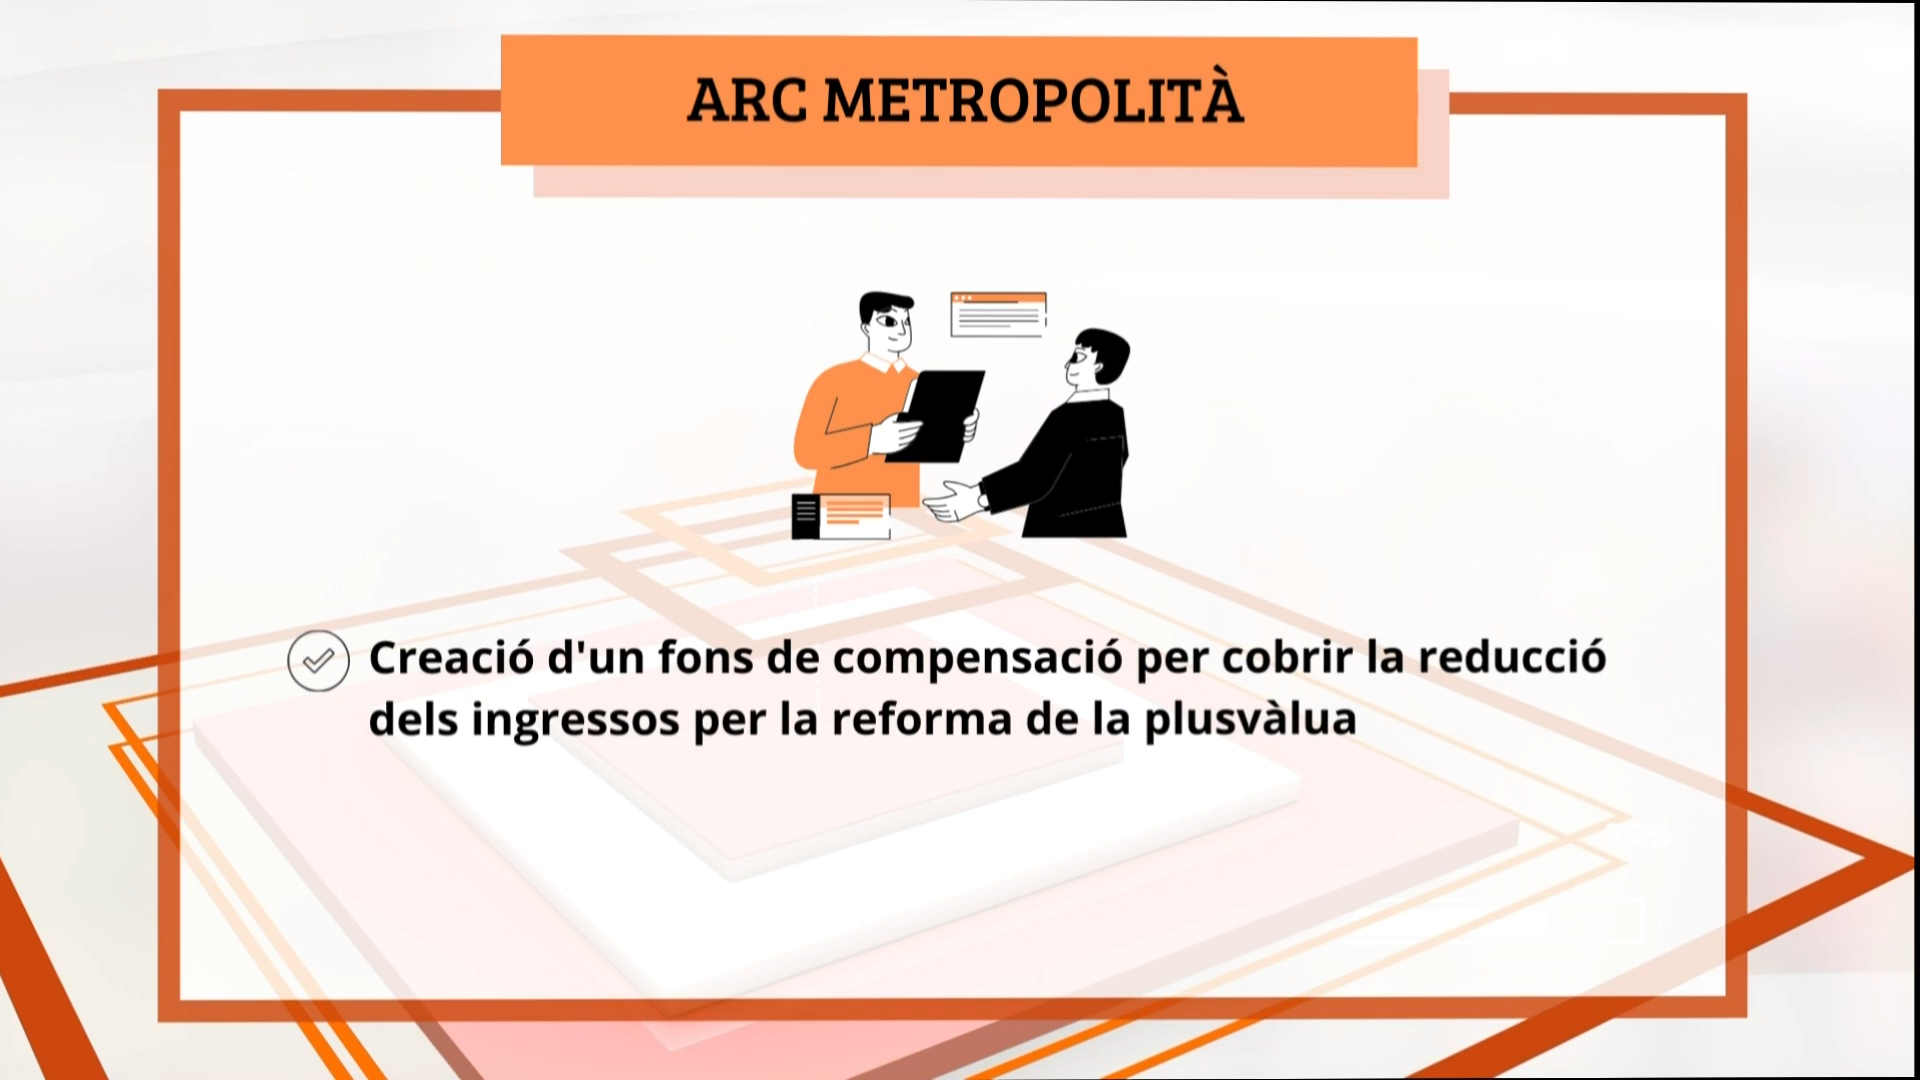 ARC METROPOLITÀ
Creació d'un fons de compensació per cobrir la reducció
dels ingressos per la reforma de la plusvàlua